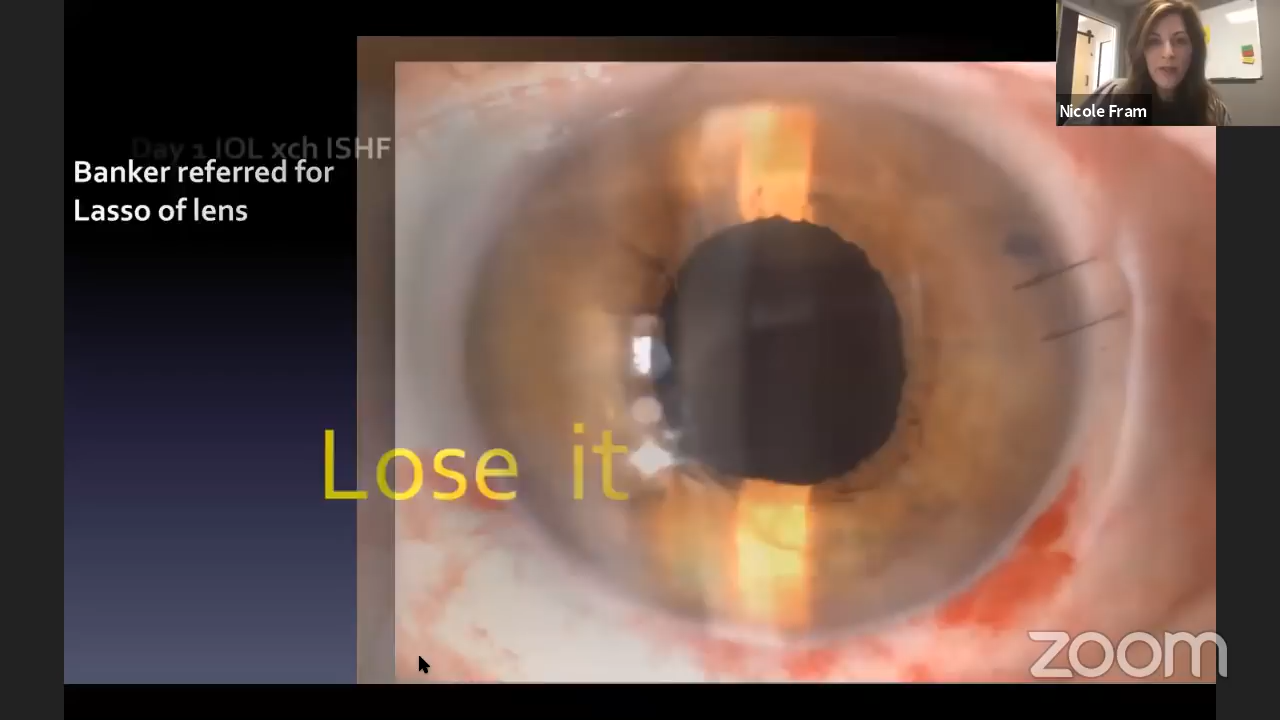 Nicole Fram
Day 1 IOL xch ISHF
Banker referred for
Lasso of lens
Lose it
zoom